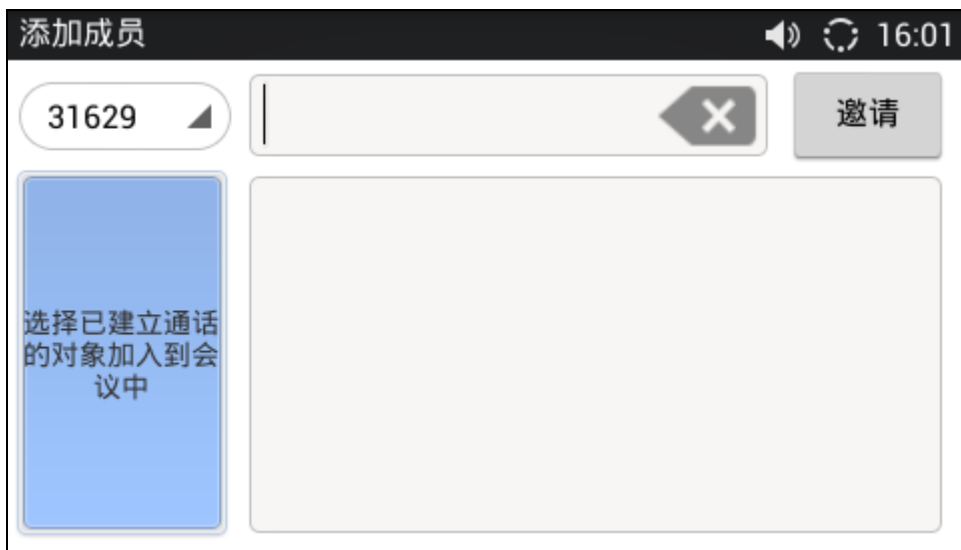 添加成员 16:01
31629 邀请
选择已建立通话
的对象加入到会
议中